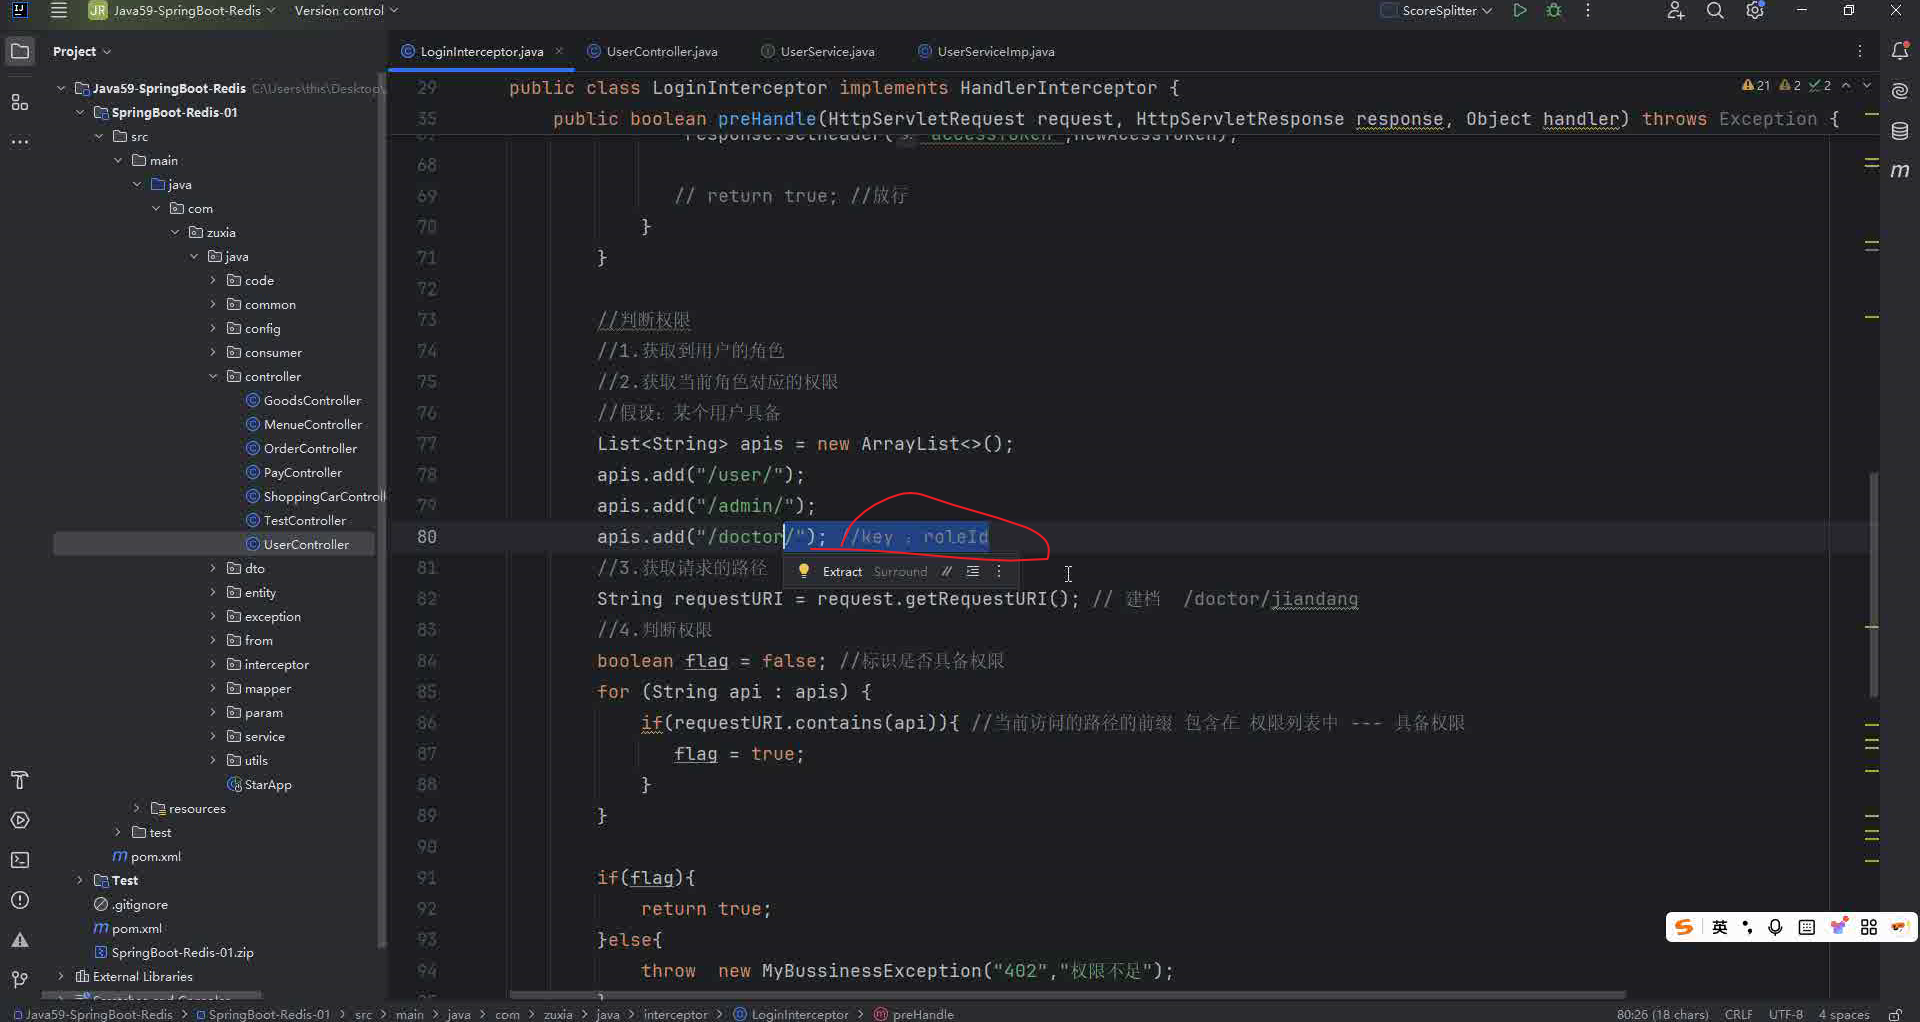 JR Java59-SpringBoot-Redis Version control ScoreSplitter
Project
LoginInterceptor.java UserController.java UserService.java UserServiceImp.java
Java59-SpringBoot-Redis C:\Users\this\Desktop\
SpringBoot-Redis-01
src
main
java
com
zuxia
java
code
common
config
consumer
controller
GoodsController
MenueController
OrderController
PayController
ShoppingCarControll
TestController
UserController
dto
entity
exception
from
interceptor
mapper
param
service
utils
StarApp
resources
test
pom.xml
Test
.gitignore
pom.xml
SpringBoot-Redis-01.zip
External Libraries
21 2 2
29 public class LoginInterceptor implements HandlerInterceptor {
35 public boolean preHandle(HttpServletRequest request, HttpServletResponse response, Object handler) throws Exception {
response.setHeader( "accessToken",newAcessToken);
68
69 // return true; //放行
70 }
71 }
72
73 //判断权限
74 //1.获取到用户的角色
75 //2.获取当前角色对应的权限
76 //假设：某个用户具备
77 List<String> apis = new ArrayList<>();
78 apis.add("/user/");
79 apis.add("/admin/");
80 apis.add("/doctor/"); //key ：roleId
81 //3.获取请求的路径
Extract Surround //
82 String requestURI = request.getRequestURI(); // 建档 /doctor/jiandang
83 //4.判断权限
84 boolean flag = false; //标识是否具备权限
85 for (String api : apis) {
86 if(requestURI.contains(api)){ //当前访问的路径的前缀 包含在 权限列表中 --- 具备权限
87 flag = true;
88 }
89 }
90
91 if(flag){
92 return true;
93 }else{
94 throw new MyBussinessException("402","权限不足");
英
Java59-SpringBoot-Redis > SpringBoot-Redis-01 > src > main > java > com > zuxia > java > interceptor > LoginInterceptor > preHandle
80:26 (18 chars) CRLF UTF-8 4 spaces